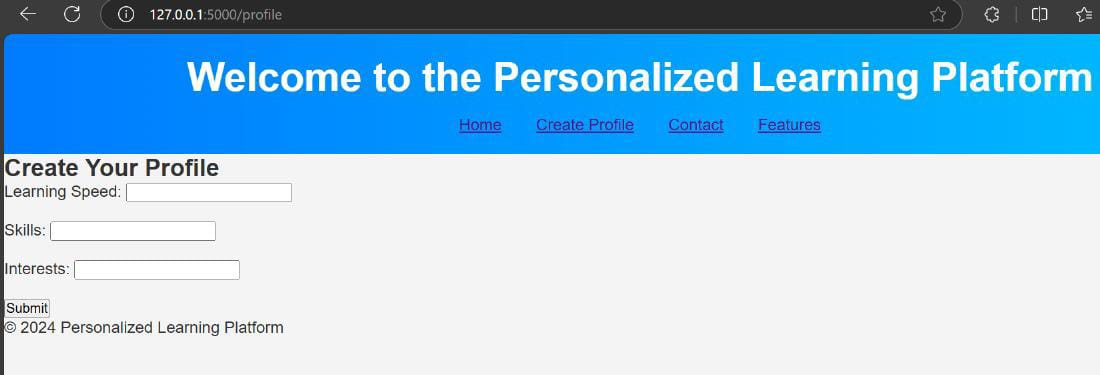 127.0.0.1:5000/profile
Welcome to the Personalized Learning Platform
Home Create Profile Contact Features
Create Your Profile
Learning Speed:
Skills:
Interests:
Submit
© 2024 Personalized Learning Platform